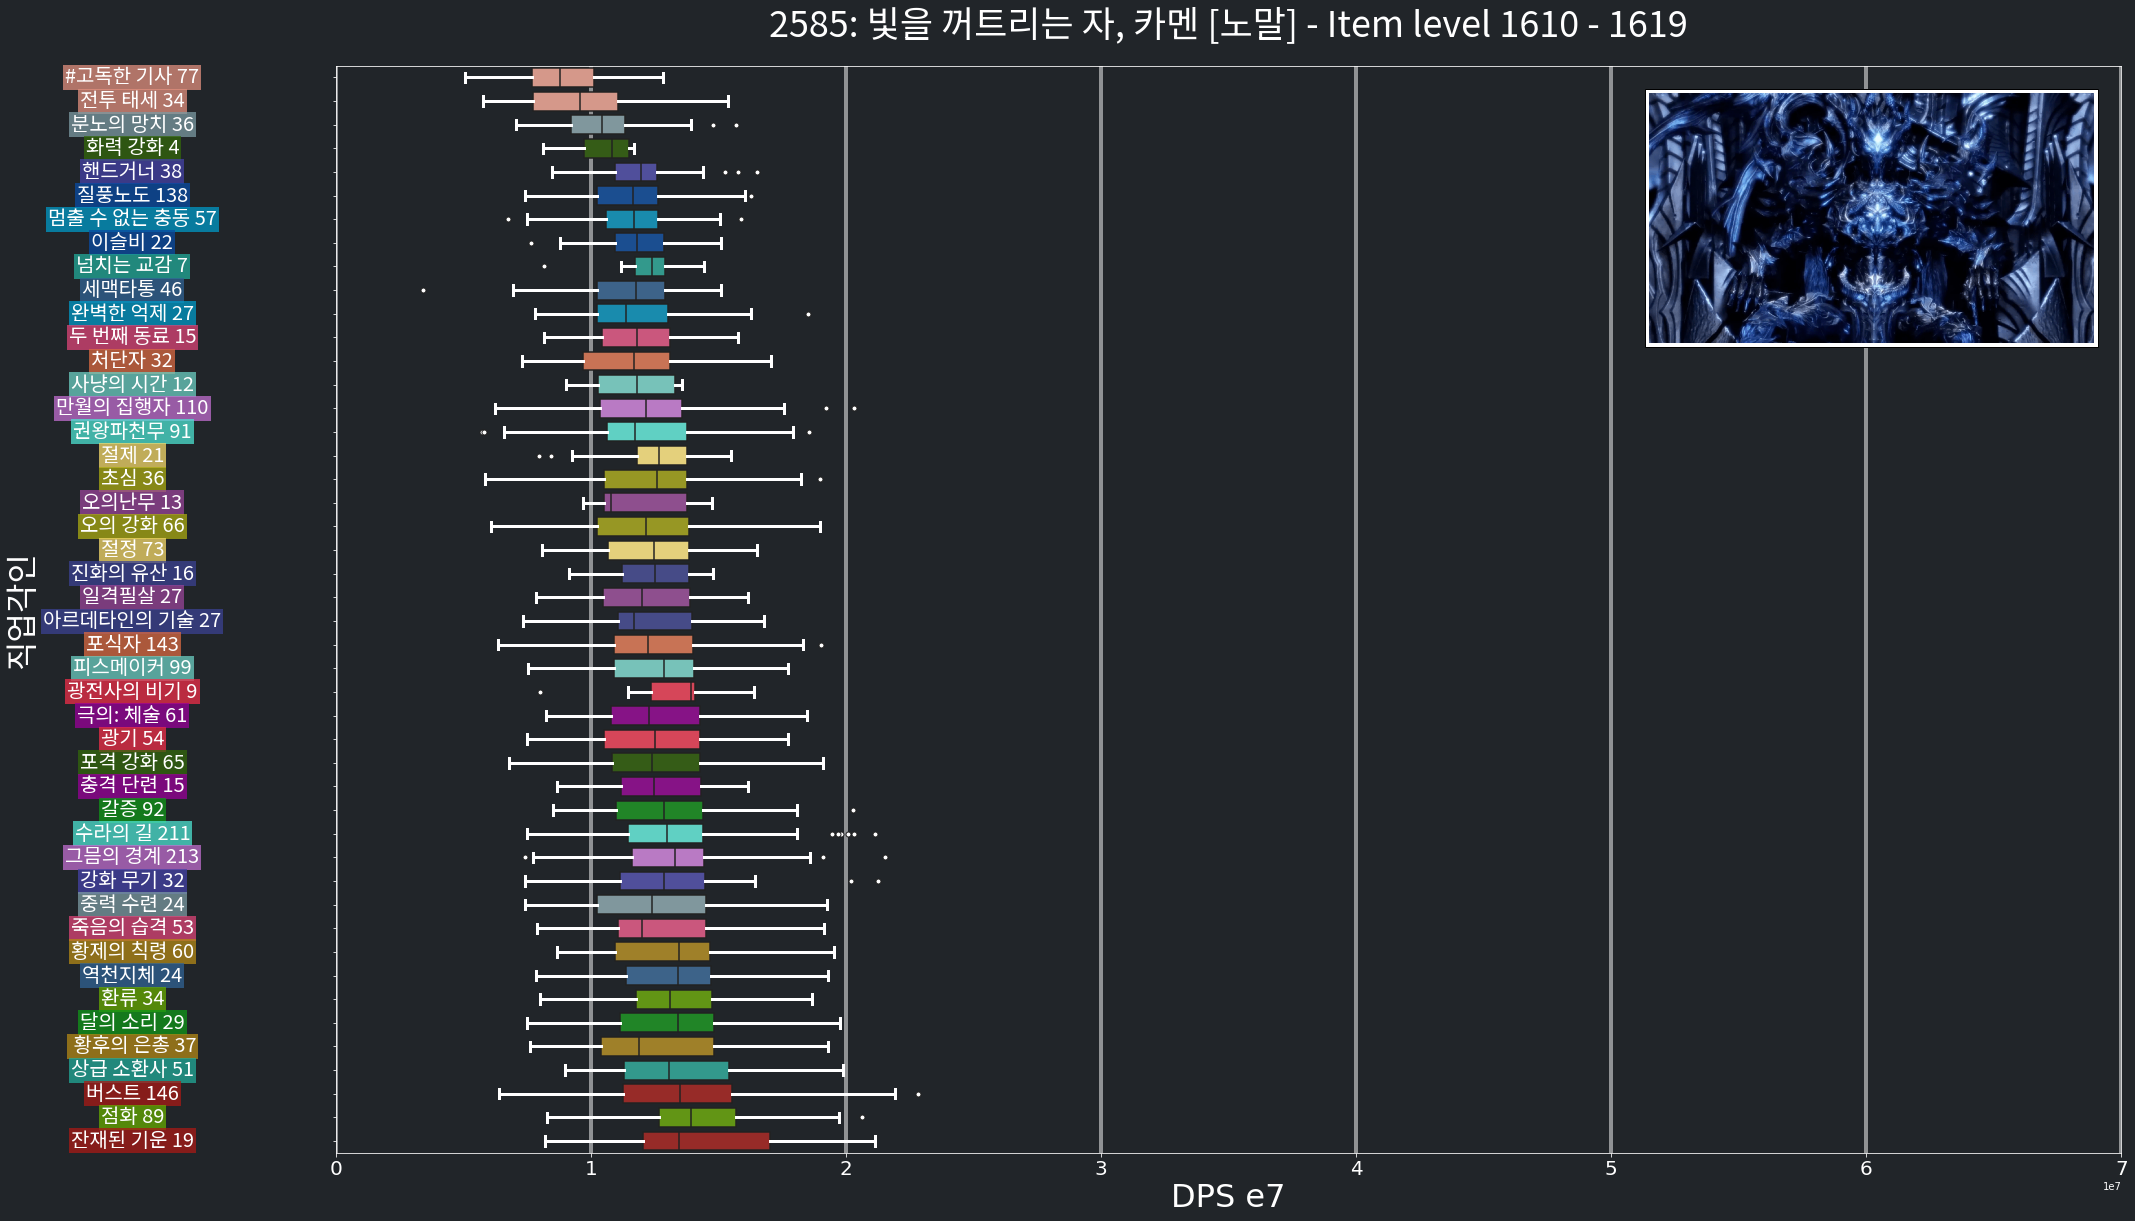 2585: 빛을 꺼트리는 자, 카멘 [노말] - Item level 1610 - 1619
#고독한 기사 77
전투 태세 34
분노의 망치 36
화력 강화 4
핸드거너 38
질풍노도 138
멈출 수 없는 충동 57
이슬비 22
넘치는 교감 7
세맥타통 46
완벽한 억제 27
두 번째 동료 15
처단자 32
사냥의 시간 12
만월의 집행자 110
권왕파천무 91
절제 21
초심 36
오의난무 13
오의 강화 66
절정 73
진화의 유산 16
일격필살 27
아르데타인의 기술 27
포식자 143
피스메이커 99
광전사의 비기 9
극의: 체술 61
광기 54
포격 강화 65
충격 단련 15
갈증 92
수라의 길 211
그믐의 경계 213
강화 무기 32
중력 수련 24
죽음의 습격 53
황제의 칙령 60
역천지체 24
환류 34
달의 소리 29
황후의 은총 37
상급 소환사 51
버스트 146
점화 89
잔재된 기운 19
직업각인
0 1 2 3 4 5 6 7
1e7
DPS e7